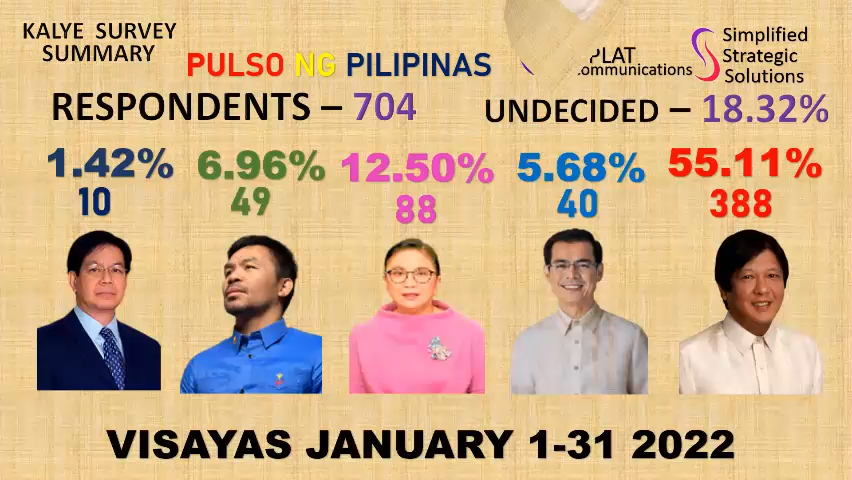 KALYE SURVEY
SUMMARY
PULSO NG PILIPINAS
PLAT
Simplified
Strategic
Solutions
RESPONDENTS – 704
UNDECIDED – 18.32%
1.42%
10
6.96%
49
12.50%
88
5.68%
40
55.11%
388
VISAYAS JANUARY 1-31 2022